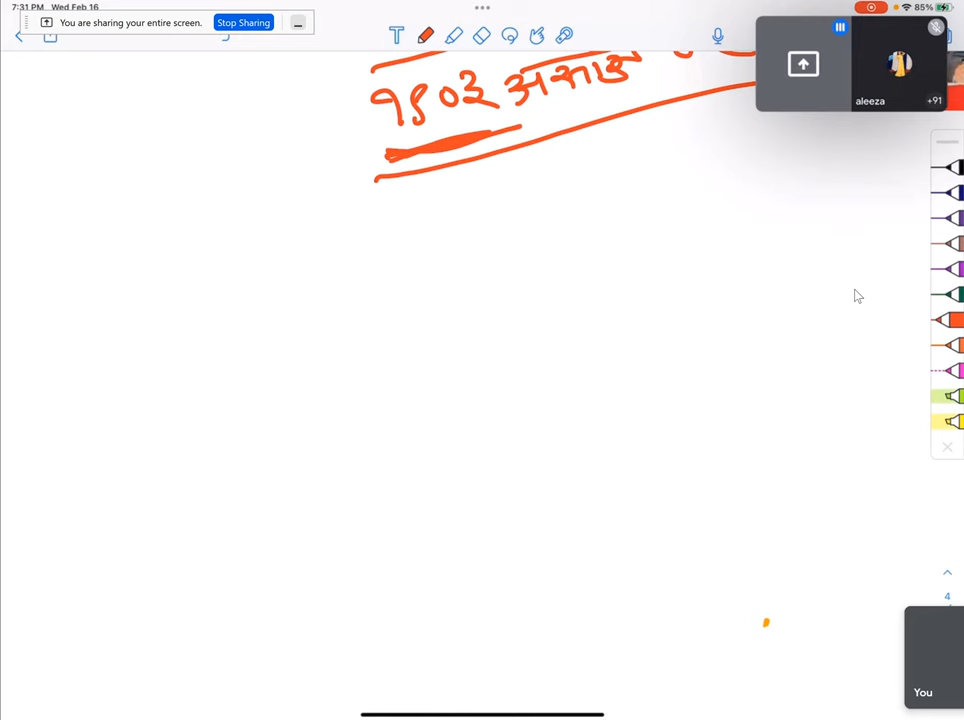 7:31 PM Wed Feb 16
85%
You are sharing your entire screen.
Stop Sharing
T
aleeza
+91
4
You